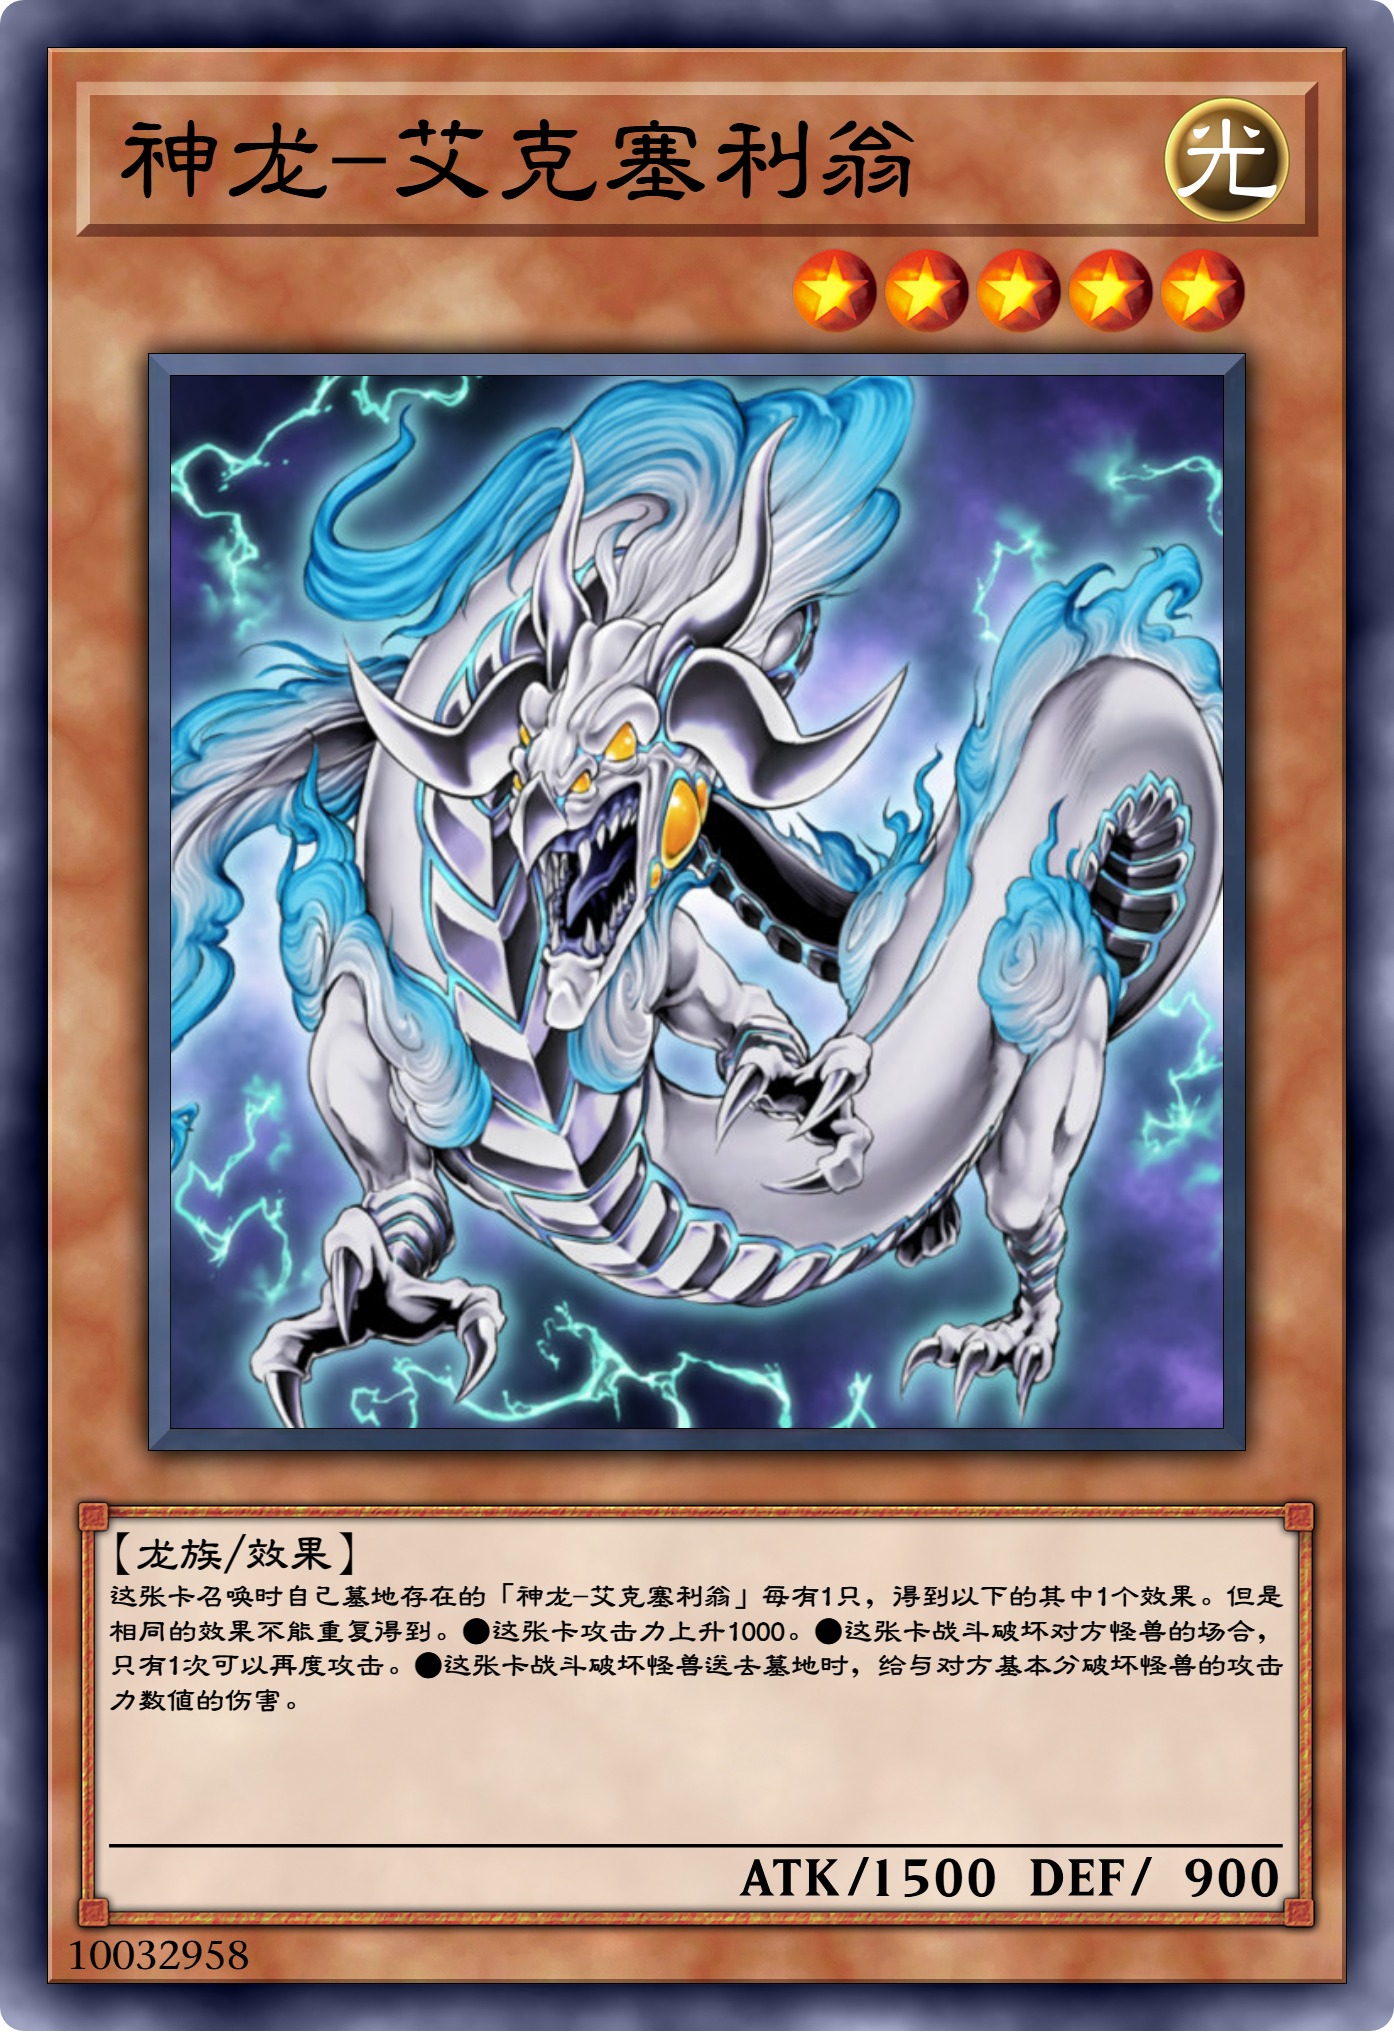 神龙-艾克塞利翁
光
【龙族/效果】
这张卡召唤时自己墓地存在的「神龙-艾克塞利翁」每有1只，得到以下的其中1个效果。但是
相同的效果不能重复得到。●这张卡攻击力上升1000。●这张卡战斗破坏对方怪兽的场合，
只有1次可以再度攻击。●这张卡战斗破坏怪兽送去墓地时，给与对方基本分破坏怪兽的攻击
力数値的伤害。
ATK/1500 DEF/ 900
10032958